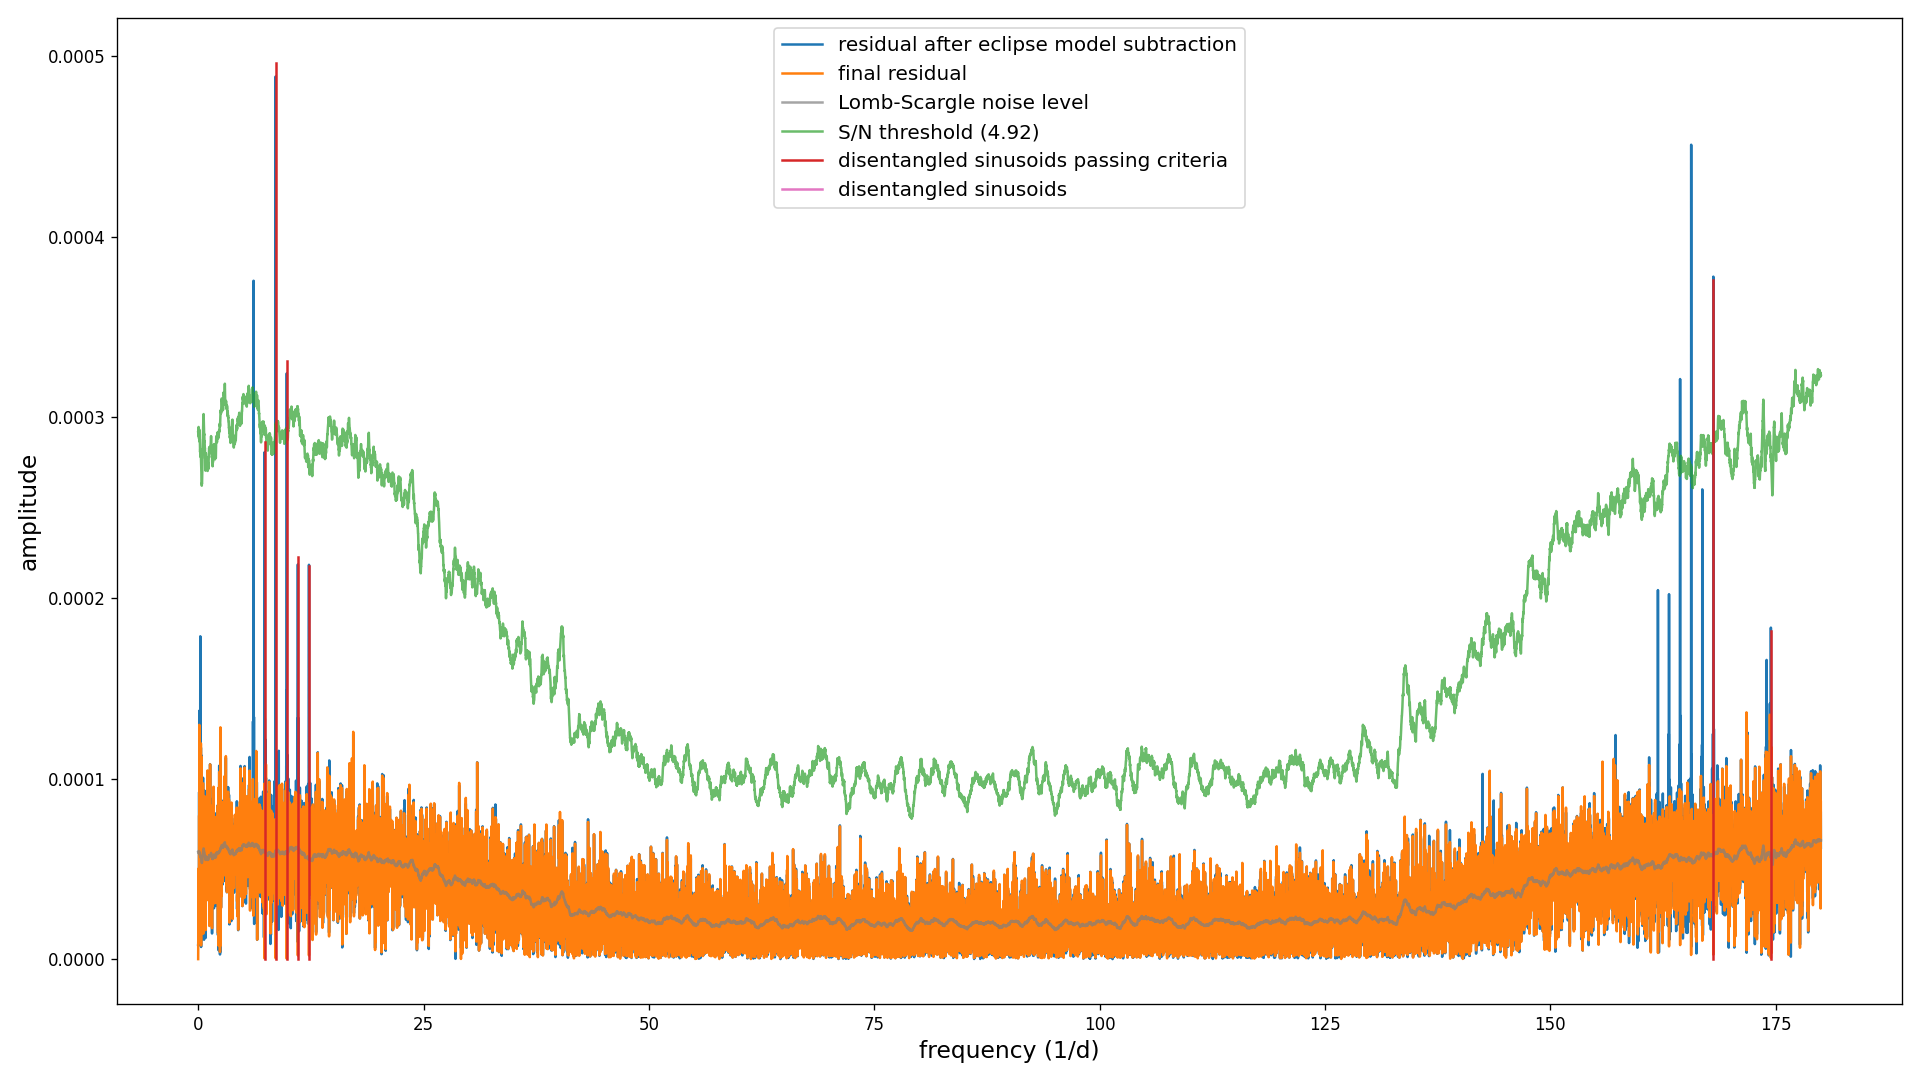 residual after eclipse model subtraction
final residual
Lomb-Scargle noise level
S/N threshold (4.92)
disentangled sinusoids passing criteria
disentangled sinusoids
0.0005
0.0004
0.0003
0.0002
0.0001
0.0000
amplitude
0 25 50 75 100 125 150 175
frequency (1/d)